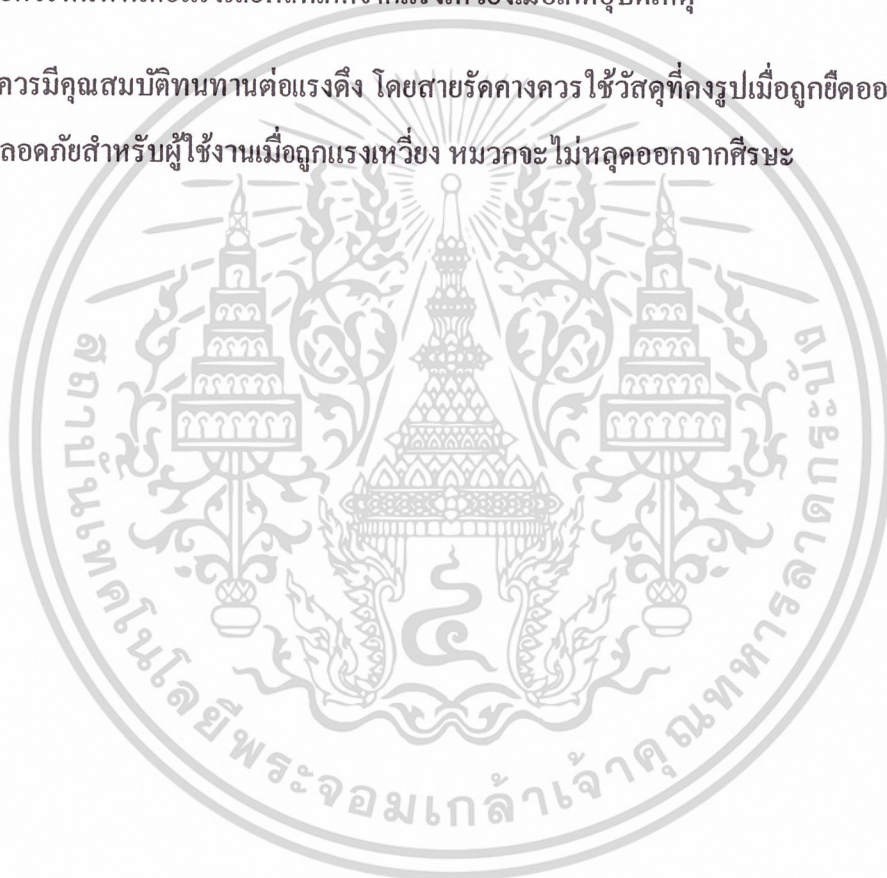 ควรมีคุณสมบัติทนทานต่อแรงดึง โดยสายรัดคางควรใช้วัสดุที่คงรูปเมื่อถูกยืดออ
ลอดภัยสำหรับผู้ใช้งานเมื่อถูกแรงเหวี่ยง หมวกจะไม่หลุดออกจากศีรษะ
สถาบันเทคโนโลยีพระจอมเกล้าเจ้าคุณทหารลาดกระบัง